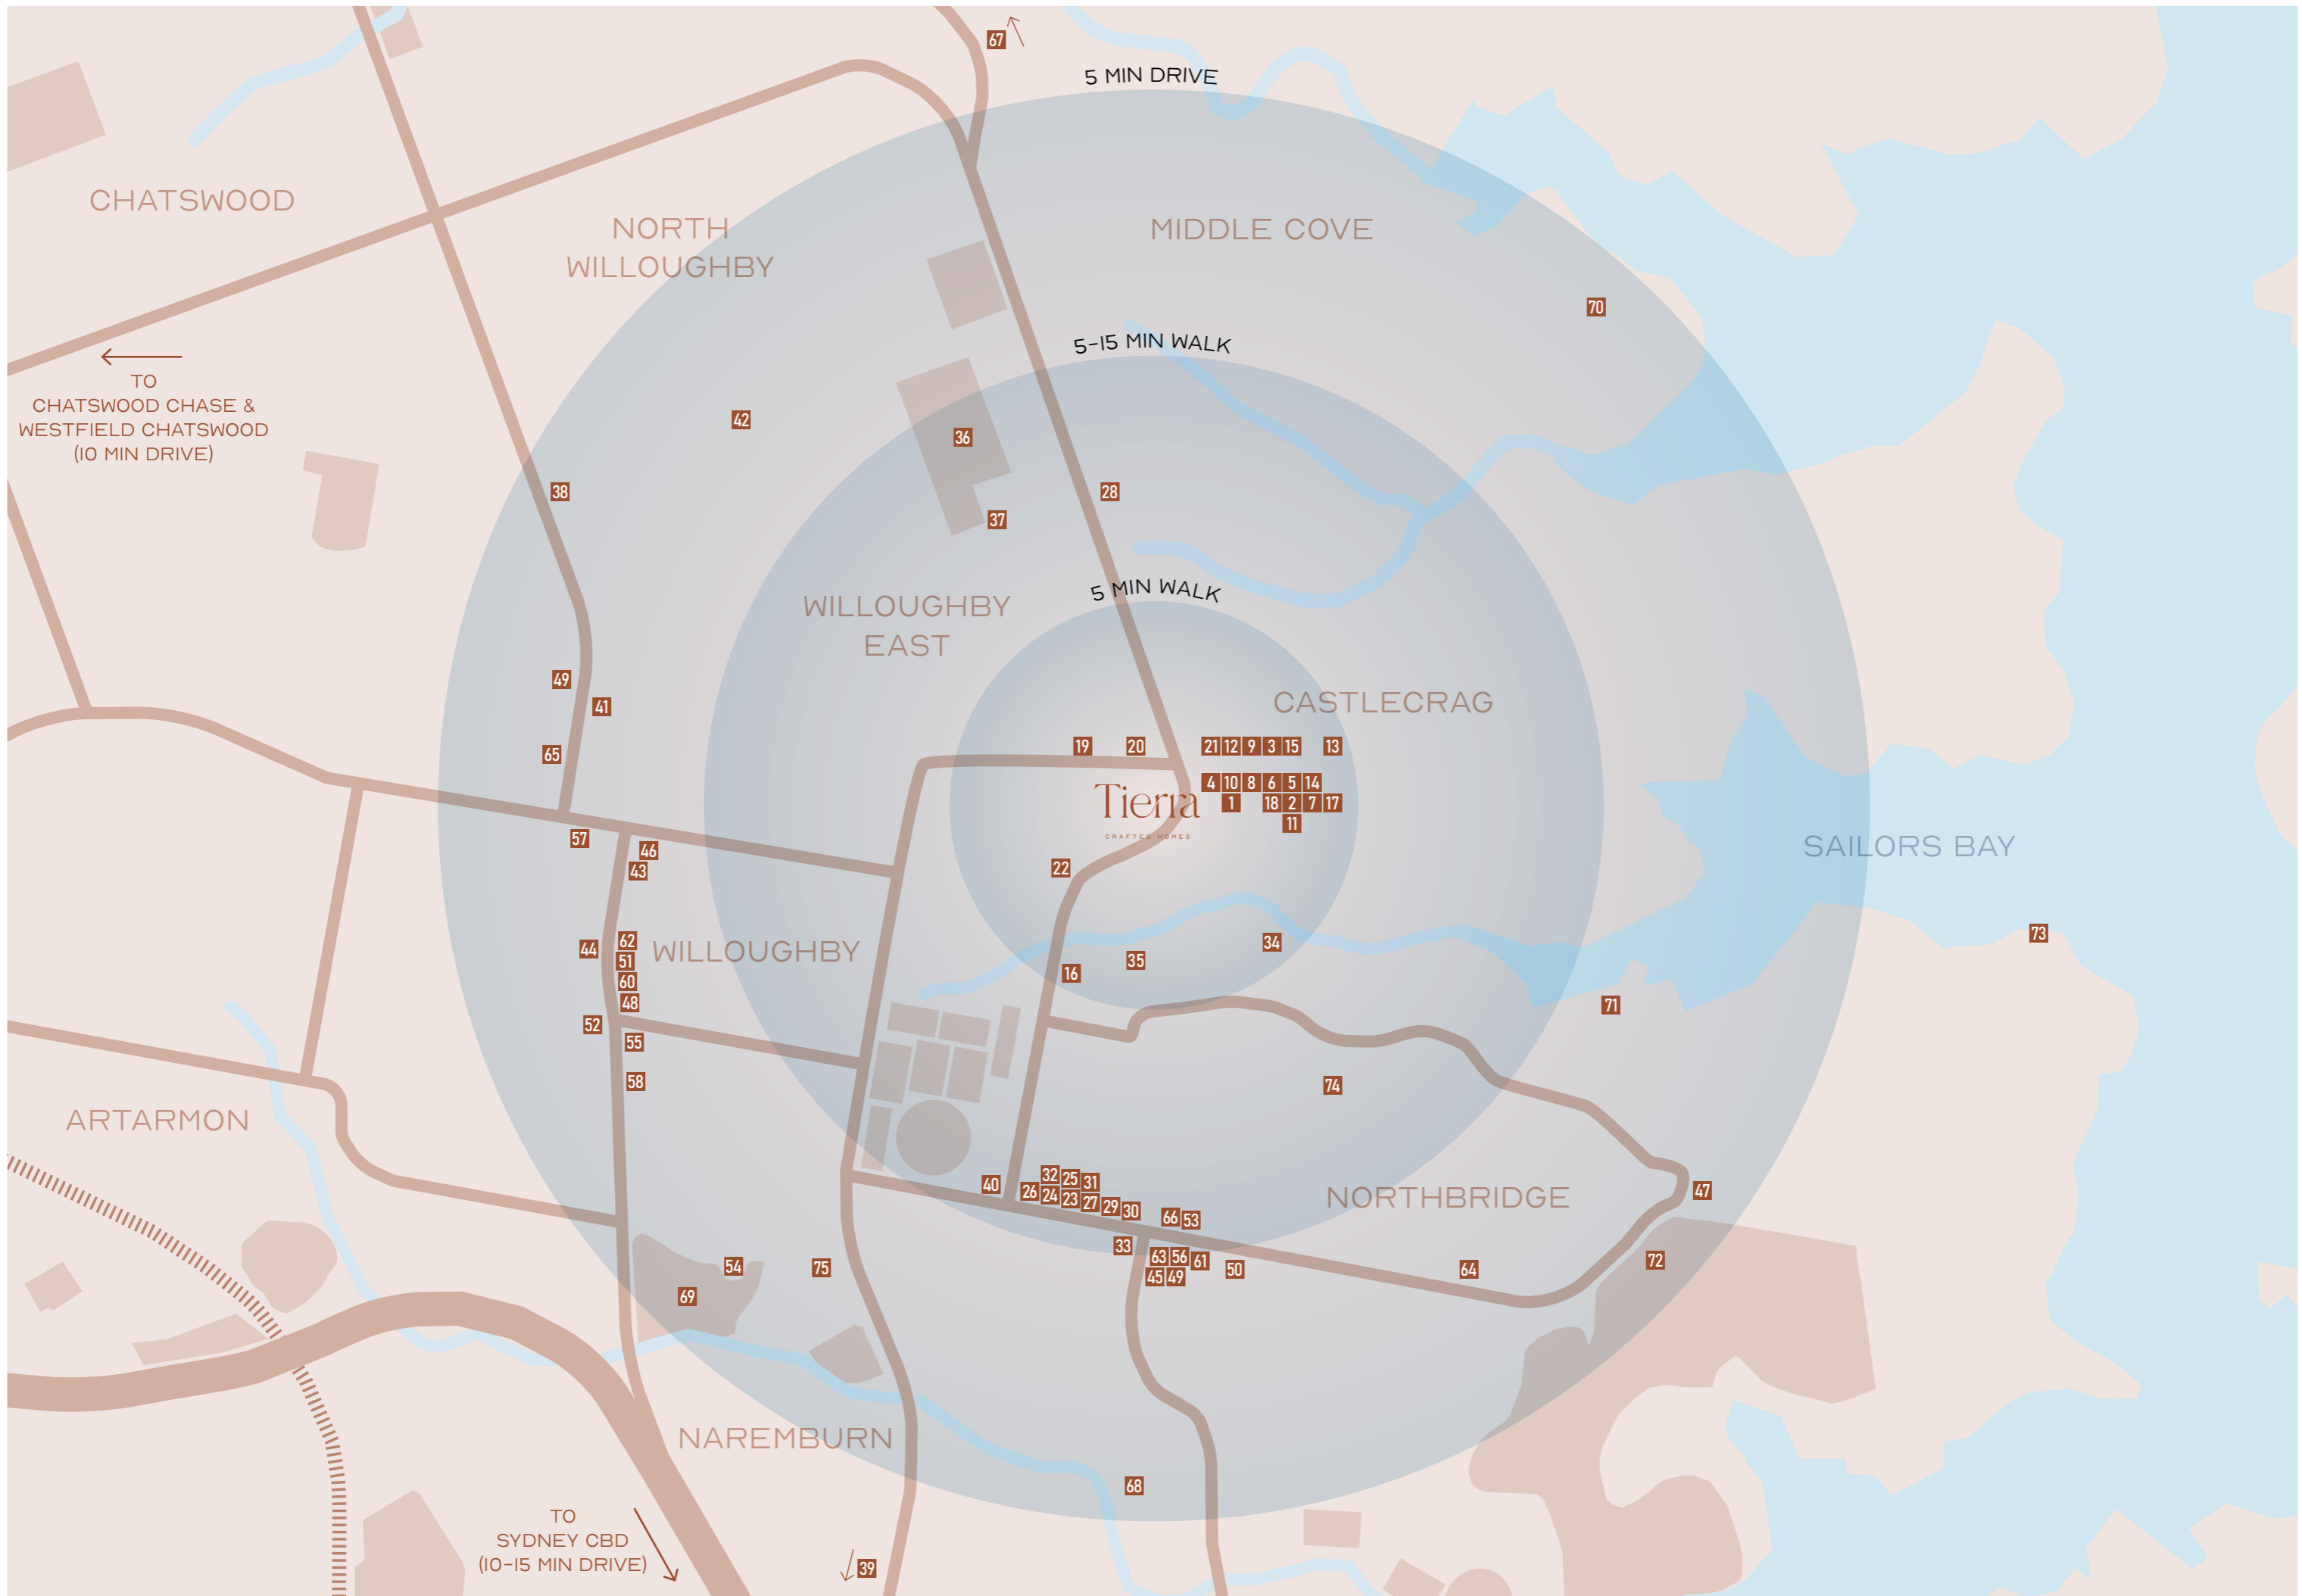 67
5 MIN DRIVE
CHATSWOOD
NORTH
WILLOUGHBY
MIDDLE COVE
70
5-15 MIN WALK
TO
CHATSWOOD CHASE &
WESTFIELD CHATSWOOD
(10 MIN DRIVE)
42
36
38
28
37
5 MIN WALK
WILLOUGHBY
EAST
49
41
CASTLECRAG
65
19 20 21 12 9 3 15 13
4 10 8 6 5 14
Tierra
CRAFTED HOMES
1 18 2 7 17
11
57
46
43
22
SAILORS BAY
44
62
51
60
48
WILLOUGHBY
34
35
16
73
52
55
71
58
74
ARTARMON
40
32 25 31
26 24 23 27 29 30
66 53
NORTHBRIDGE
47
33
63 56 61
45 49
50
64
72
54
75
69
NAREMBURN
68
TO
SYDNEY CBD
(10-15 MIN DRIVE)
39